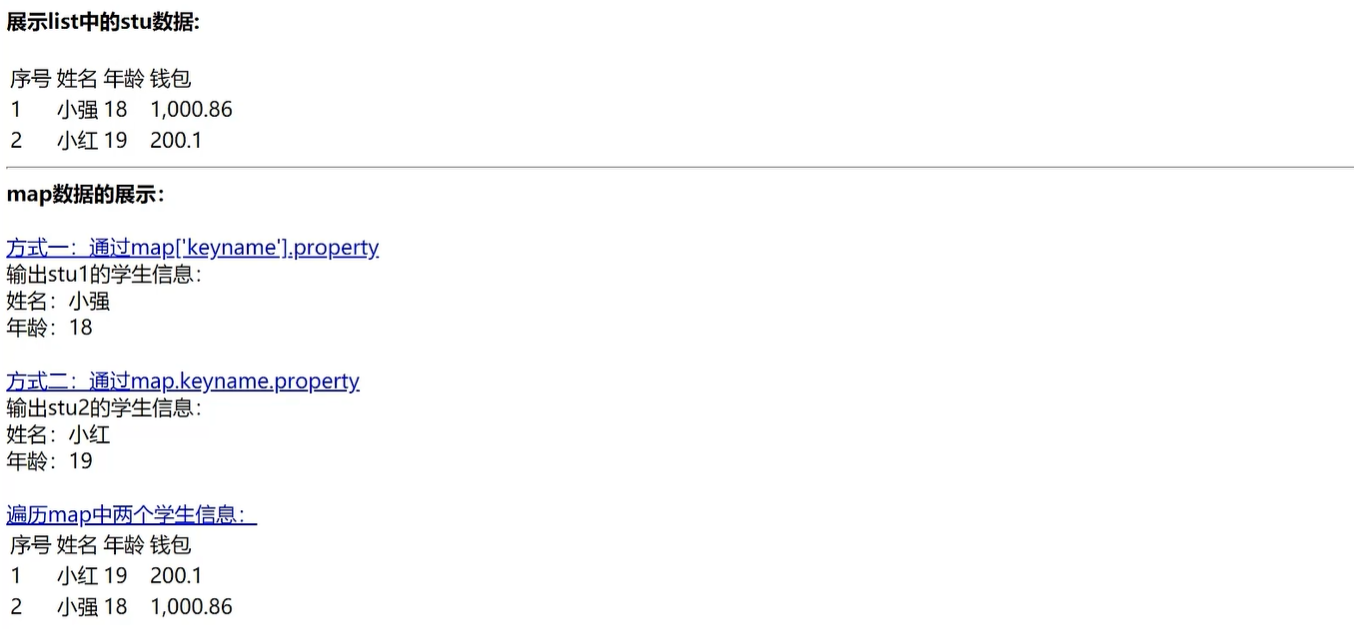 展示list中的stu数据:
序号 姓名 年龄 钱包
1 小强 18 1,000.86
2 小红 19 200.1
map数据的展示：
方式一：通过map['keyname'].property
输出stu1的学生信息：
姓名：小强
年龄：18
方式二：通过map.keyname.property
输出stu2的学生信息：
姓名：小红
年龄：19
遍历map中两个学生信息：
序号 姓名 年龄 钱包
1 小红 19 200.1
2 小强 18 1,000.86